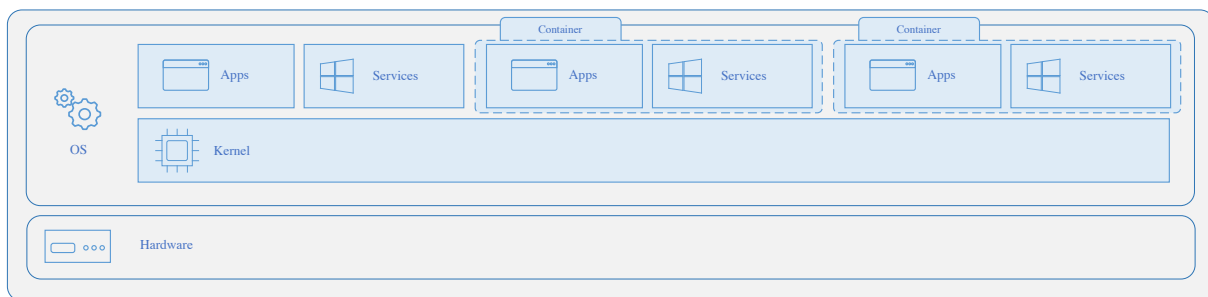 Container
Container
Apps
Services
Apps
Services
Apps
Services
OS
Kernel
Hardware